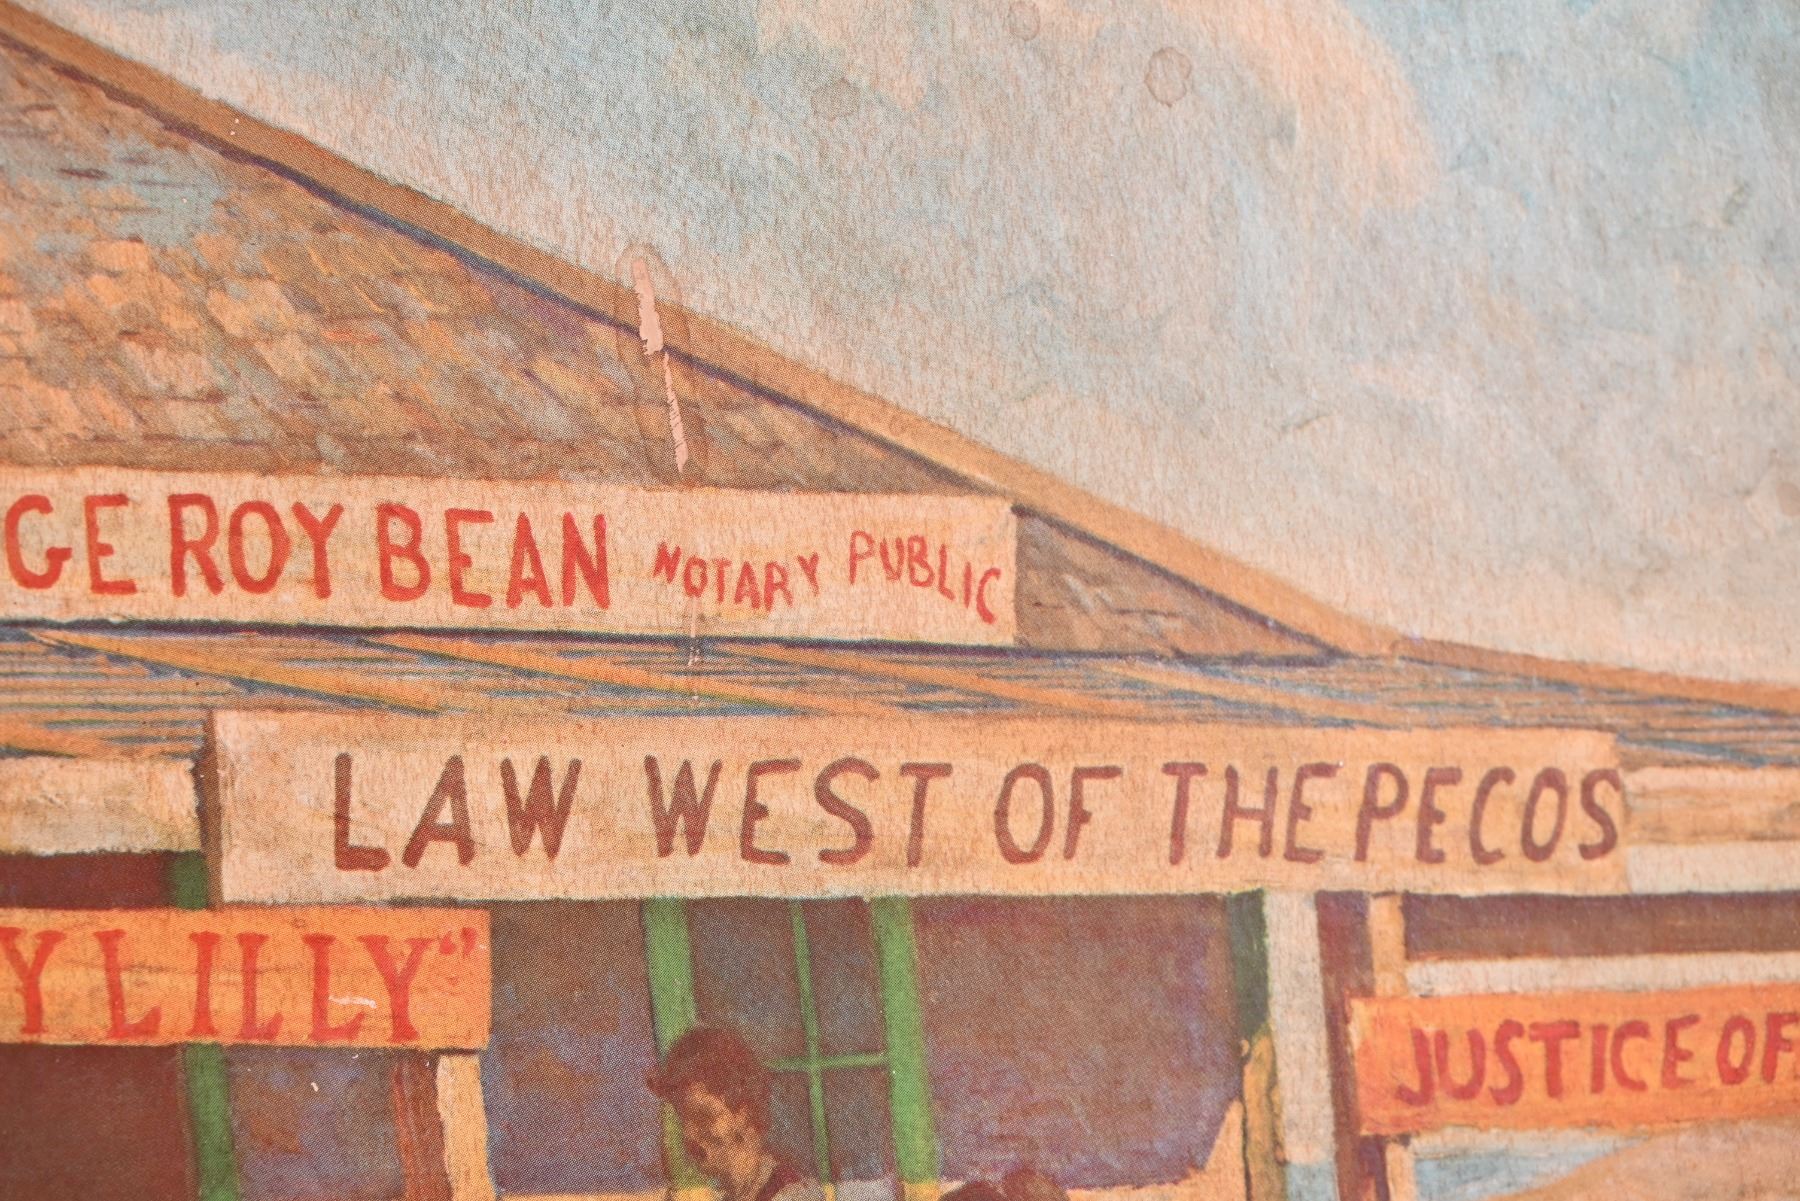 GE ROY BEAN NOTARY PUBLIC
LAW WEST OF THE PECOS
Y LILLY"
JUSTICE OF